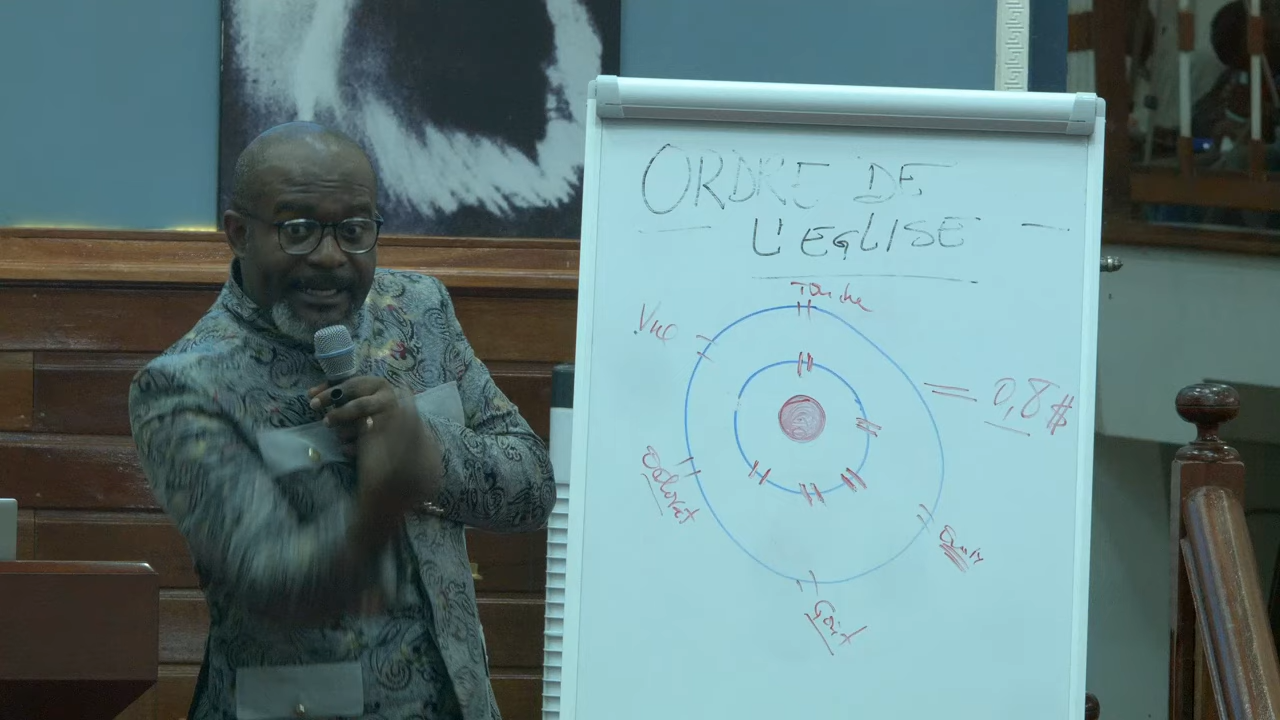 ORDRE DE
L'EGLISE
Touche
Vue
= 0,8$
Odorat
Ouïe
Goût